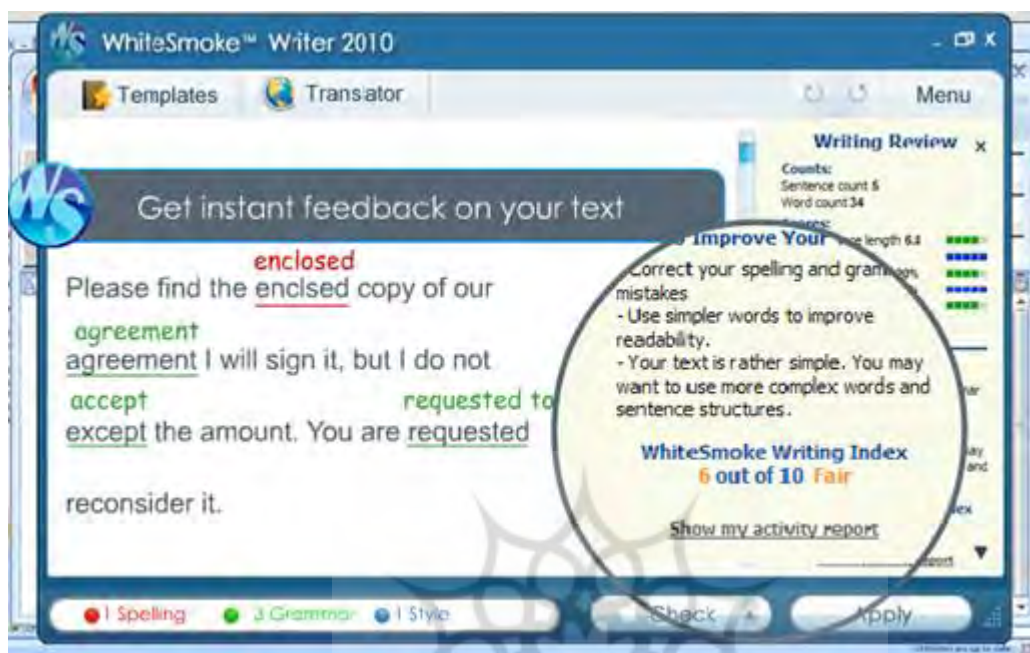 WhiteSmoke™ Writer 2010
Templates Translator Menu
Writing Review x
Counts:
Sentence count 5
Word count 34
Get instant feedback on your text
Improve Your length 6.8
- Correct your spelling and gram
mistakes
- Use simpler words to improve
readability.
- Your text is rather simple. You may
want to use more complex words and
sentence structures.
WhiteSmoke Writing Index
6 out of 10 Fair
Show my activity report
enclosed
Please find the enclsed copy of our
agreement
agreement I will sign it, but I do not
accept requested to
except the amount. You are requested
reconsider it.
1 Spelling 3 Grammar 1 Style Check Apply